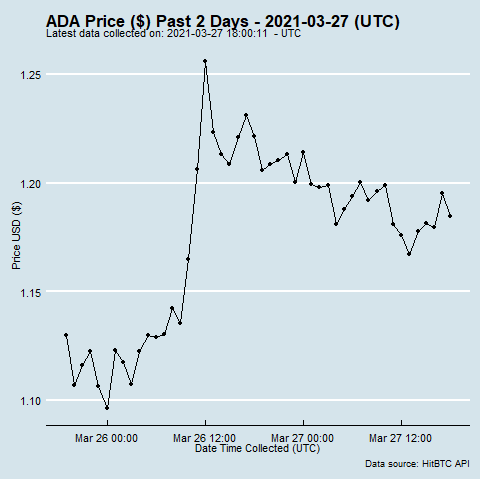 ADA Price ($) Past 2 Days - 2021-03-27 (UTC)
Latest data collected on: 2021-03-27 18:00:11  - UTC
1.25
1.20
1.15
1.10
Price USD ($)
Mar 26 00:00
Mar 26 12:00
Mar 27 00:00
Mar 27 12:00
Date Time Collected (UTC)
Data source: HitBTC API